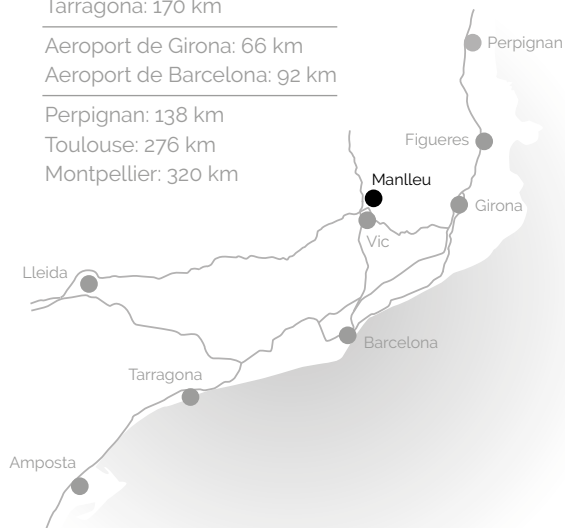 Tarragona: 170 km
Aeroport de Girona: 66 km
Aeroport de Barcelona: 92 km
Perpignan: 138 km
Toulouse: 276 km
Montpellier: 320 km
Perpignan
Figueres
Manlleu
Girona
Vic
Lleida
Barcelona
Tarragona
Amposta